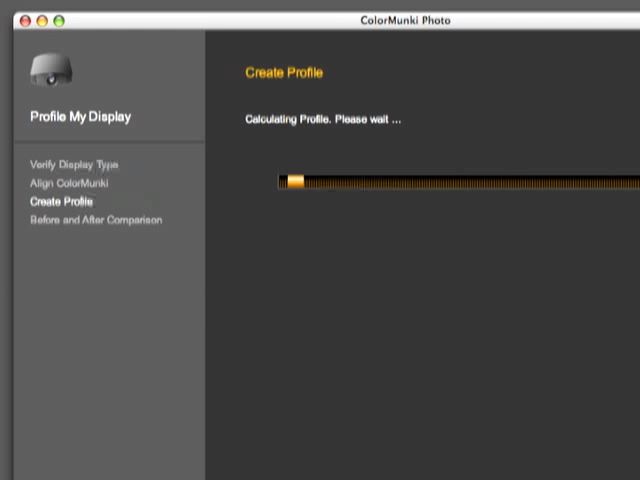 ColorMunki Photo
Profile My Display
Verify Display Type
Align ColorMunki
Create Profile
Before and After Comparison
Create Profile
Calculating Profile. Please wait ...